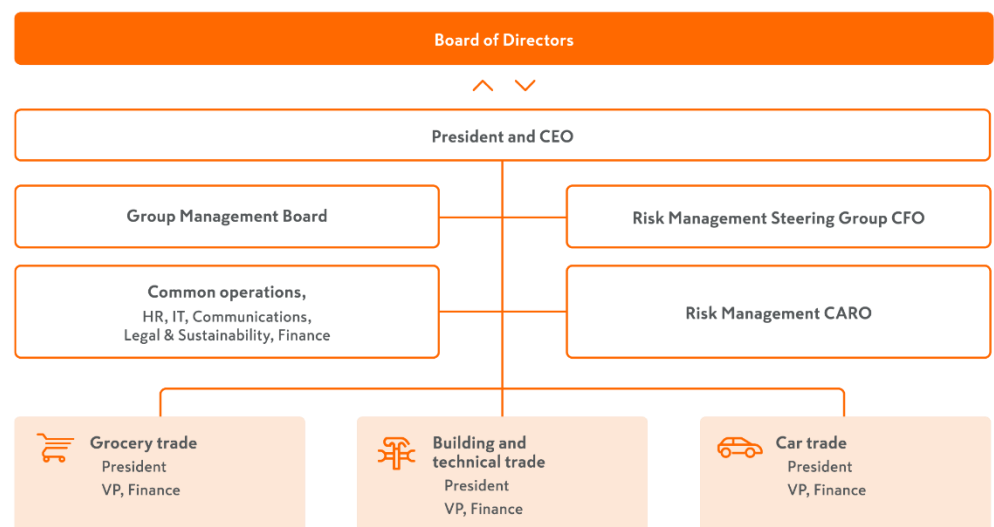 Board of Directors
President and CEO
Group Management Board
Risk Management Steering Group CFO
Common operations,
HR, IT, Communications,
Legal & Sustainability, Finance
Risk Management CARO
Grocery trade
President
VP, Finance
Building and
technical trade
President
VP, Finance
Car trade
President
VP, Finance